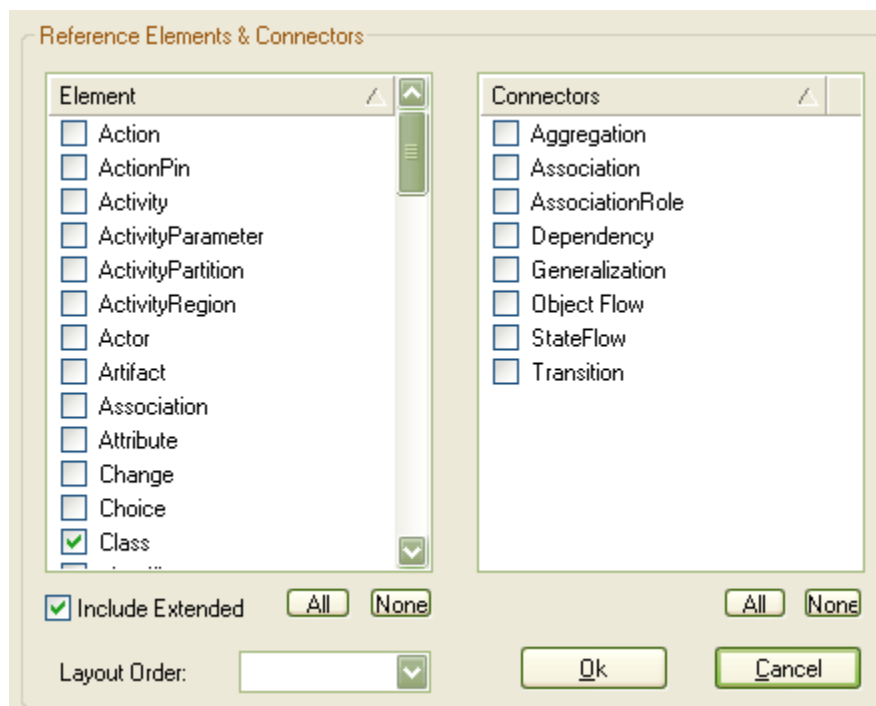 Reference Elements & Connectors
Element
Action
ActionPin
Activity
ActivityParameter
ActivityPartition
ActivityRegion
Actor
Artifact
Association
Attribute
Change
Choice
Class
Connectors
Aggregation
Association
AssociationRole
Dependency
Generalization
Object Flow
StateFlow
Transition
Include Extended
All
None
All
None
Layout Order:
Ok
Cancel